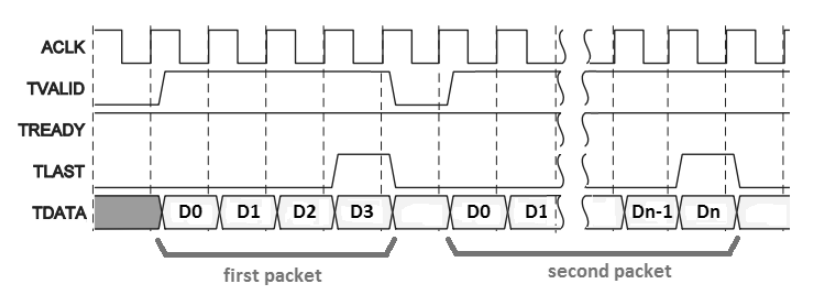 ACLK
TVALID
TREADY
TLAST
TDATA D0 D1 D2 D3 D0 D1 Dn-1 Dn
first packet second packet